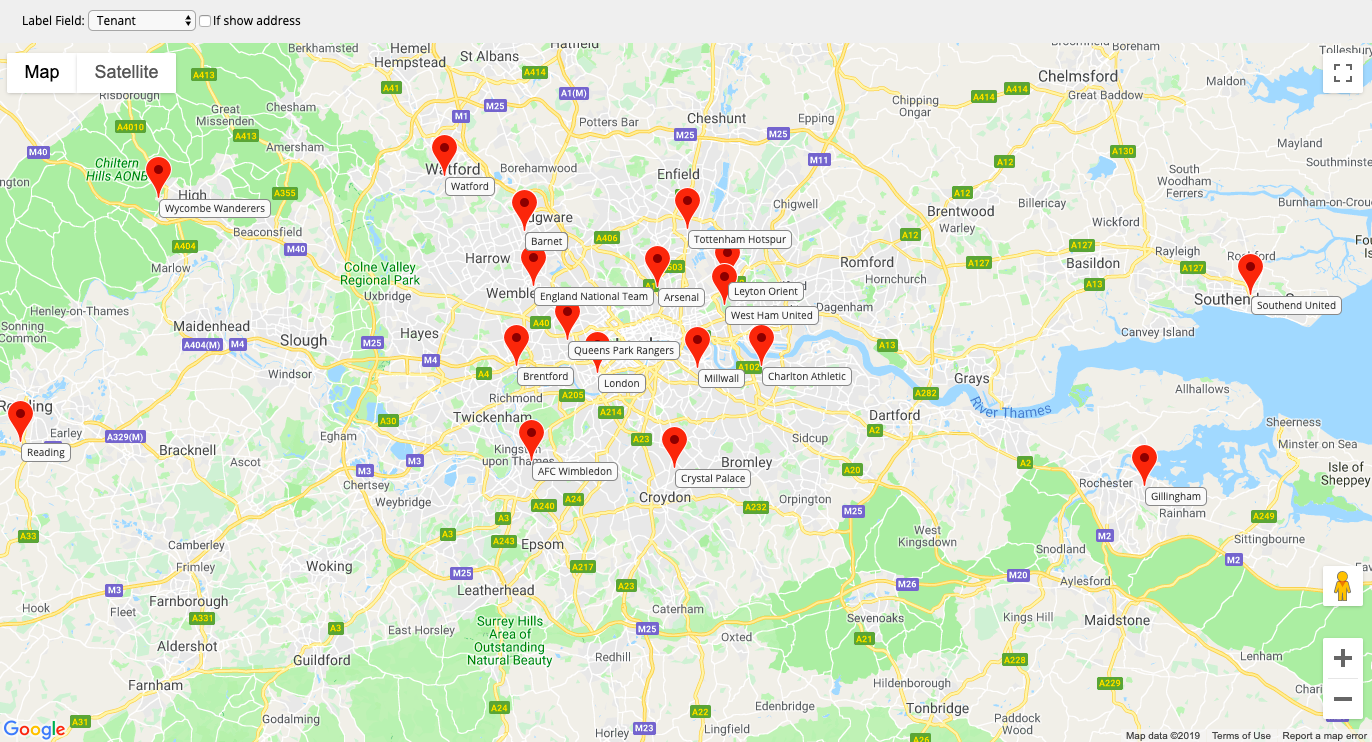 Label Field: Tenant If show address
Map Satellite
Berkhamsted
Hemel
Hempstead
St Albans
Hatfield
Boreham
Tollesbury
Chelmsford
Great Baddow
Maldon
A413
A41
A414
A1(M)
M25
M1
A414
A414
Risborough
Great
Missenden
Chesham
Amersham
Potters Bar
Cheshunt
Epping
Chipping
Ongar
A4010
A413
M25
M25
M11
A130
Mayland
Southminster
M40
Chiltern
Hills AONB
Watford
Borehamwood
Enfield
A12
South
Woodham
Ferrers
Burnham-on-Crouch
Watford
High
Wycombe Wanderers
A355
Beaconsfield
Edgware
Chigwell
A12
Billericay
Brentwood
Warley
Wickford
A404
M40
Barnet
A406
Tottenham Hotspur
A12
A127
Rayleigh
Marlow
Colne Valley
Regional Park
Harrow
Romford
Hornchurch
A127
Basildon
A127
Uxbridge
Wembley
England National Team
Arsenal
Leyton Orient
A13
Southend United
Henley-on-Thames
Dagenham
West Ham United
South
Sonning
Common
Maidenhead
A404(M)
M4
Slough
M25
Hayes
A40
Queens Park Rangers
Canvey Island
A13
Windsor
M4
A4
Brentford
London
Millwall
A102
Charlton Athletic
Grays
Allhallows
Richmond
A205
A282
Reading
Twickenham
A214
River Thames
Dartford
A2
Sheerness
Minster on Sea
Earley
A329(M)
A30
Egham
A23
Sidcup
Reading
Bracknell
Ascot
M3
M3
Kingston
upon Thames
AFC Wimbledon
Bromley
Crystal Palace
A20
A2
Isle of
Sheppey
Rochester
Chertsey
Weybridge
A240
A24
Croydon
A232
Orpington
M25
Gillingham
Rainham
A249
A33
A3
A3
A243
Epsom
West
Kingsdown
M2
Sittingbourne
Camberley
Frimley
Woking
M25
A217
A23
Snodland
M20
M26
Aylesford
M2
Hook
Fleet
M3
Farnborough
A331
Leatherhead
Caterham
Sevenoaks
Kings Hill
Maidstone
A3
East Horsley
Surrey Hills
Area of
Outstanding
Natural Beauty
M25
Oxted
A21
Aldershot
Guildford
Redhill
A228
Lenham
Farnham
Hildenborough
A229
Google
A31
Godalming
A24
Horley
M23
A22
Edenbridge
Lingfield
Tonbridge
A26
Paddock
Wood
Map data ©2019 Terms of Use Report a map error